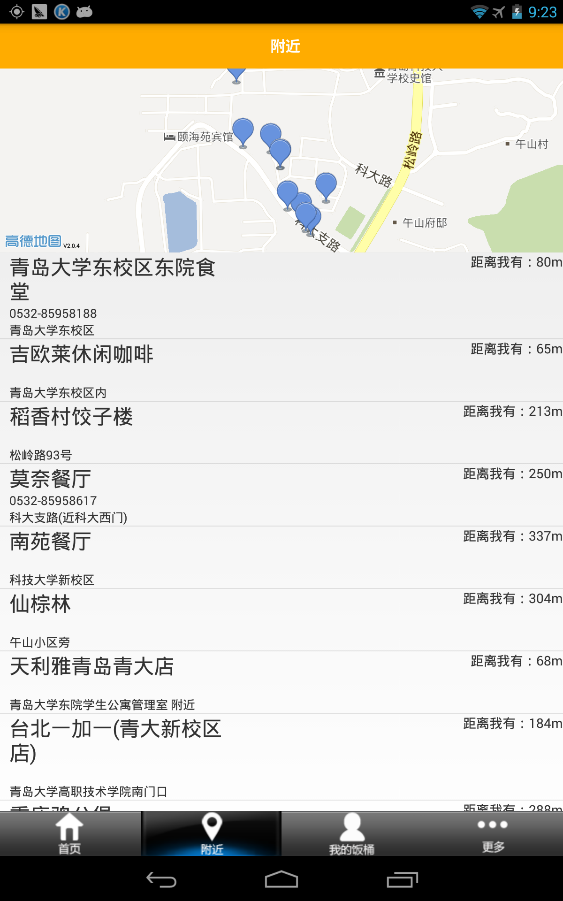 9:23
附近
学校史馆
颐海苑宾馆
松岭路
午山村
科大路
午山府邸
科大支路
高德地图 V2.0.4
青岛大学东校区东院食
堂
距离我有：80m
0532-85958188
青岛大学东校区
吉欧莱休闲咖啡
距离我有：65m
青岛大学东校区内
稻香村饺子楼
距离我有：213m
松岭路93号
莫奈餐厅
距离我有：250m
0532-85958617
科大支路(近科大西门)
南苑餐厅
距离我有：337m
科技大学新校区
仙棕林
距离我有：304m
午山小区旁
天利雅青岛青大店
距离我有：68m
青岛大学东院学生公寓管理室 附近
台北一加一(青大新校区
店)
距离我有：184m
青岛大学高职技术学院南门口
距离我有：288m
首页
附近
我的饭桶
更多